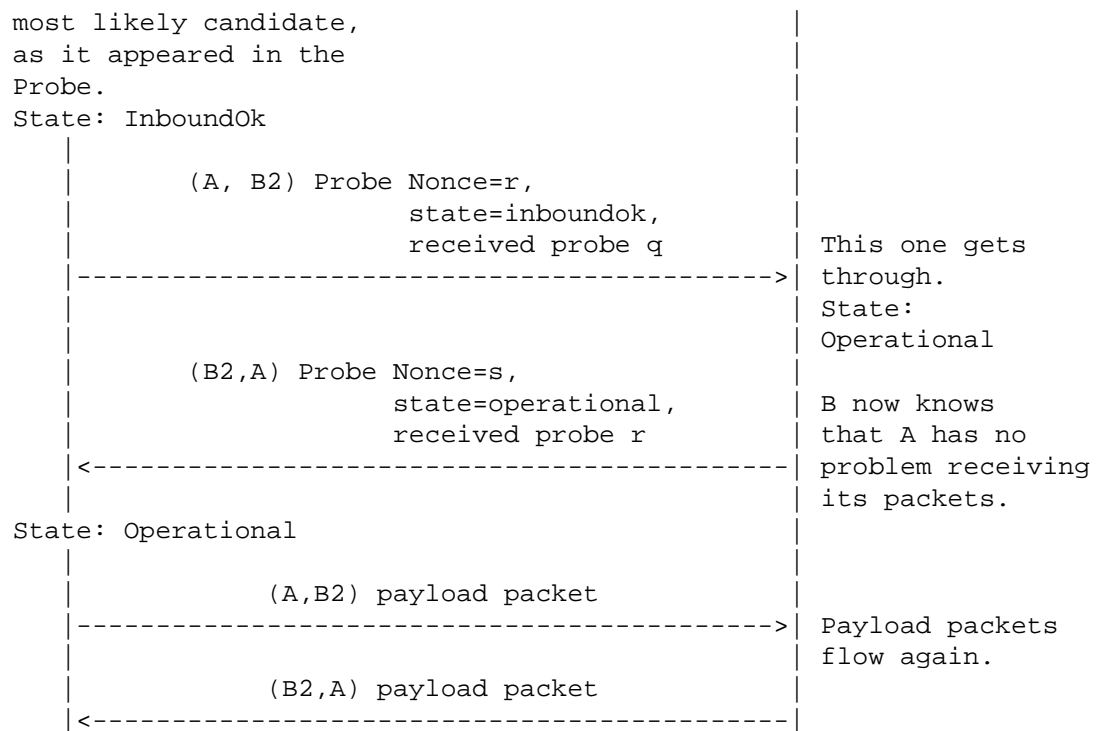 most likely candidate,
as it appeared in the
Probe.
State: InboundOk
(A, B2) Probe Nonce=r,
state=inboundok,
received probe q
This one gets
through.
State:
Operational
(B2,A) Probe Nonce=s,
state=operational,
received probe r
B now knows
that A has no
problem receiving
its packets.
State: Operational
(A,B2) payload packet
Payload packets
flow again.
(B2,A) payload packet